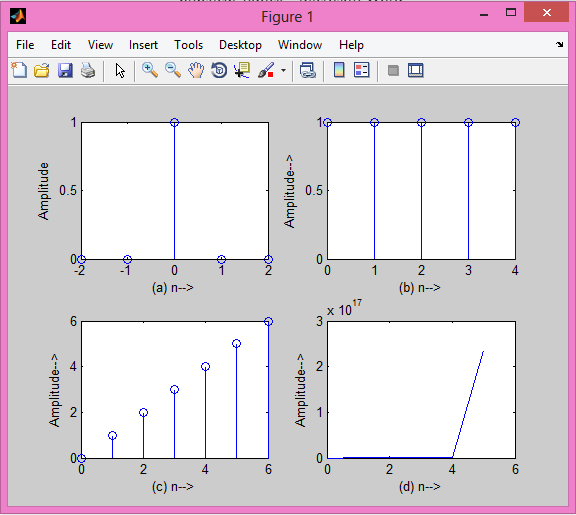 Figure 1
File Edit View Insert Tools Desktop Window Help
1
0.5
0
Amplitude
-2 -1 0 1 2
(a) n-->
1
0.5
0
Amplitude-->
0 1 2 3 4
(b) n-->
6
4
2
0
Amplitude-->
0 2 4 6
(c) n-->
x 10^17
3
2
1
0
Amplitude-->
0 2 4 6
(d) n-->